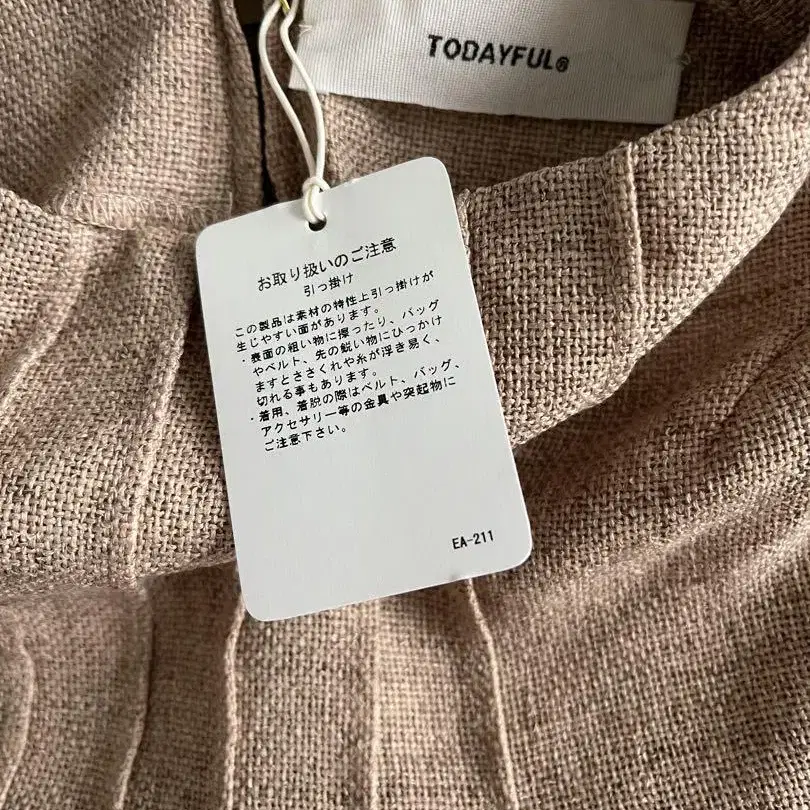 TODAYFUL®
お取り扱いのご注意
引っ掛け
この製品は素材の特性上引っ掛けが
生じやすい面があります。
・表面の粗い物に擦ったり、バッグ
やベルト、先の鋭い物にひっかけ
ますとささくれや糸が浮き易く、
切れる事もあります。
・着用、着脱の際はベルト、バッグ、
アクセサリー等の金具や突起物に
ご注意下さい。
EA-211